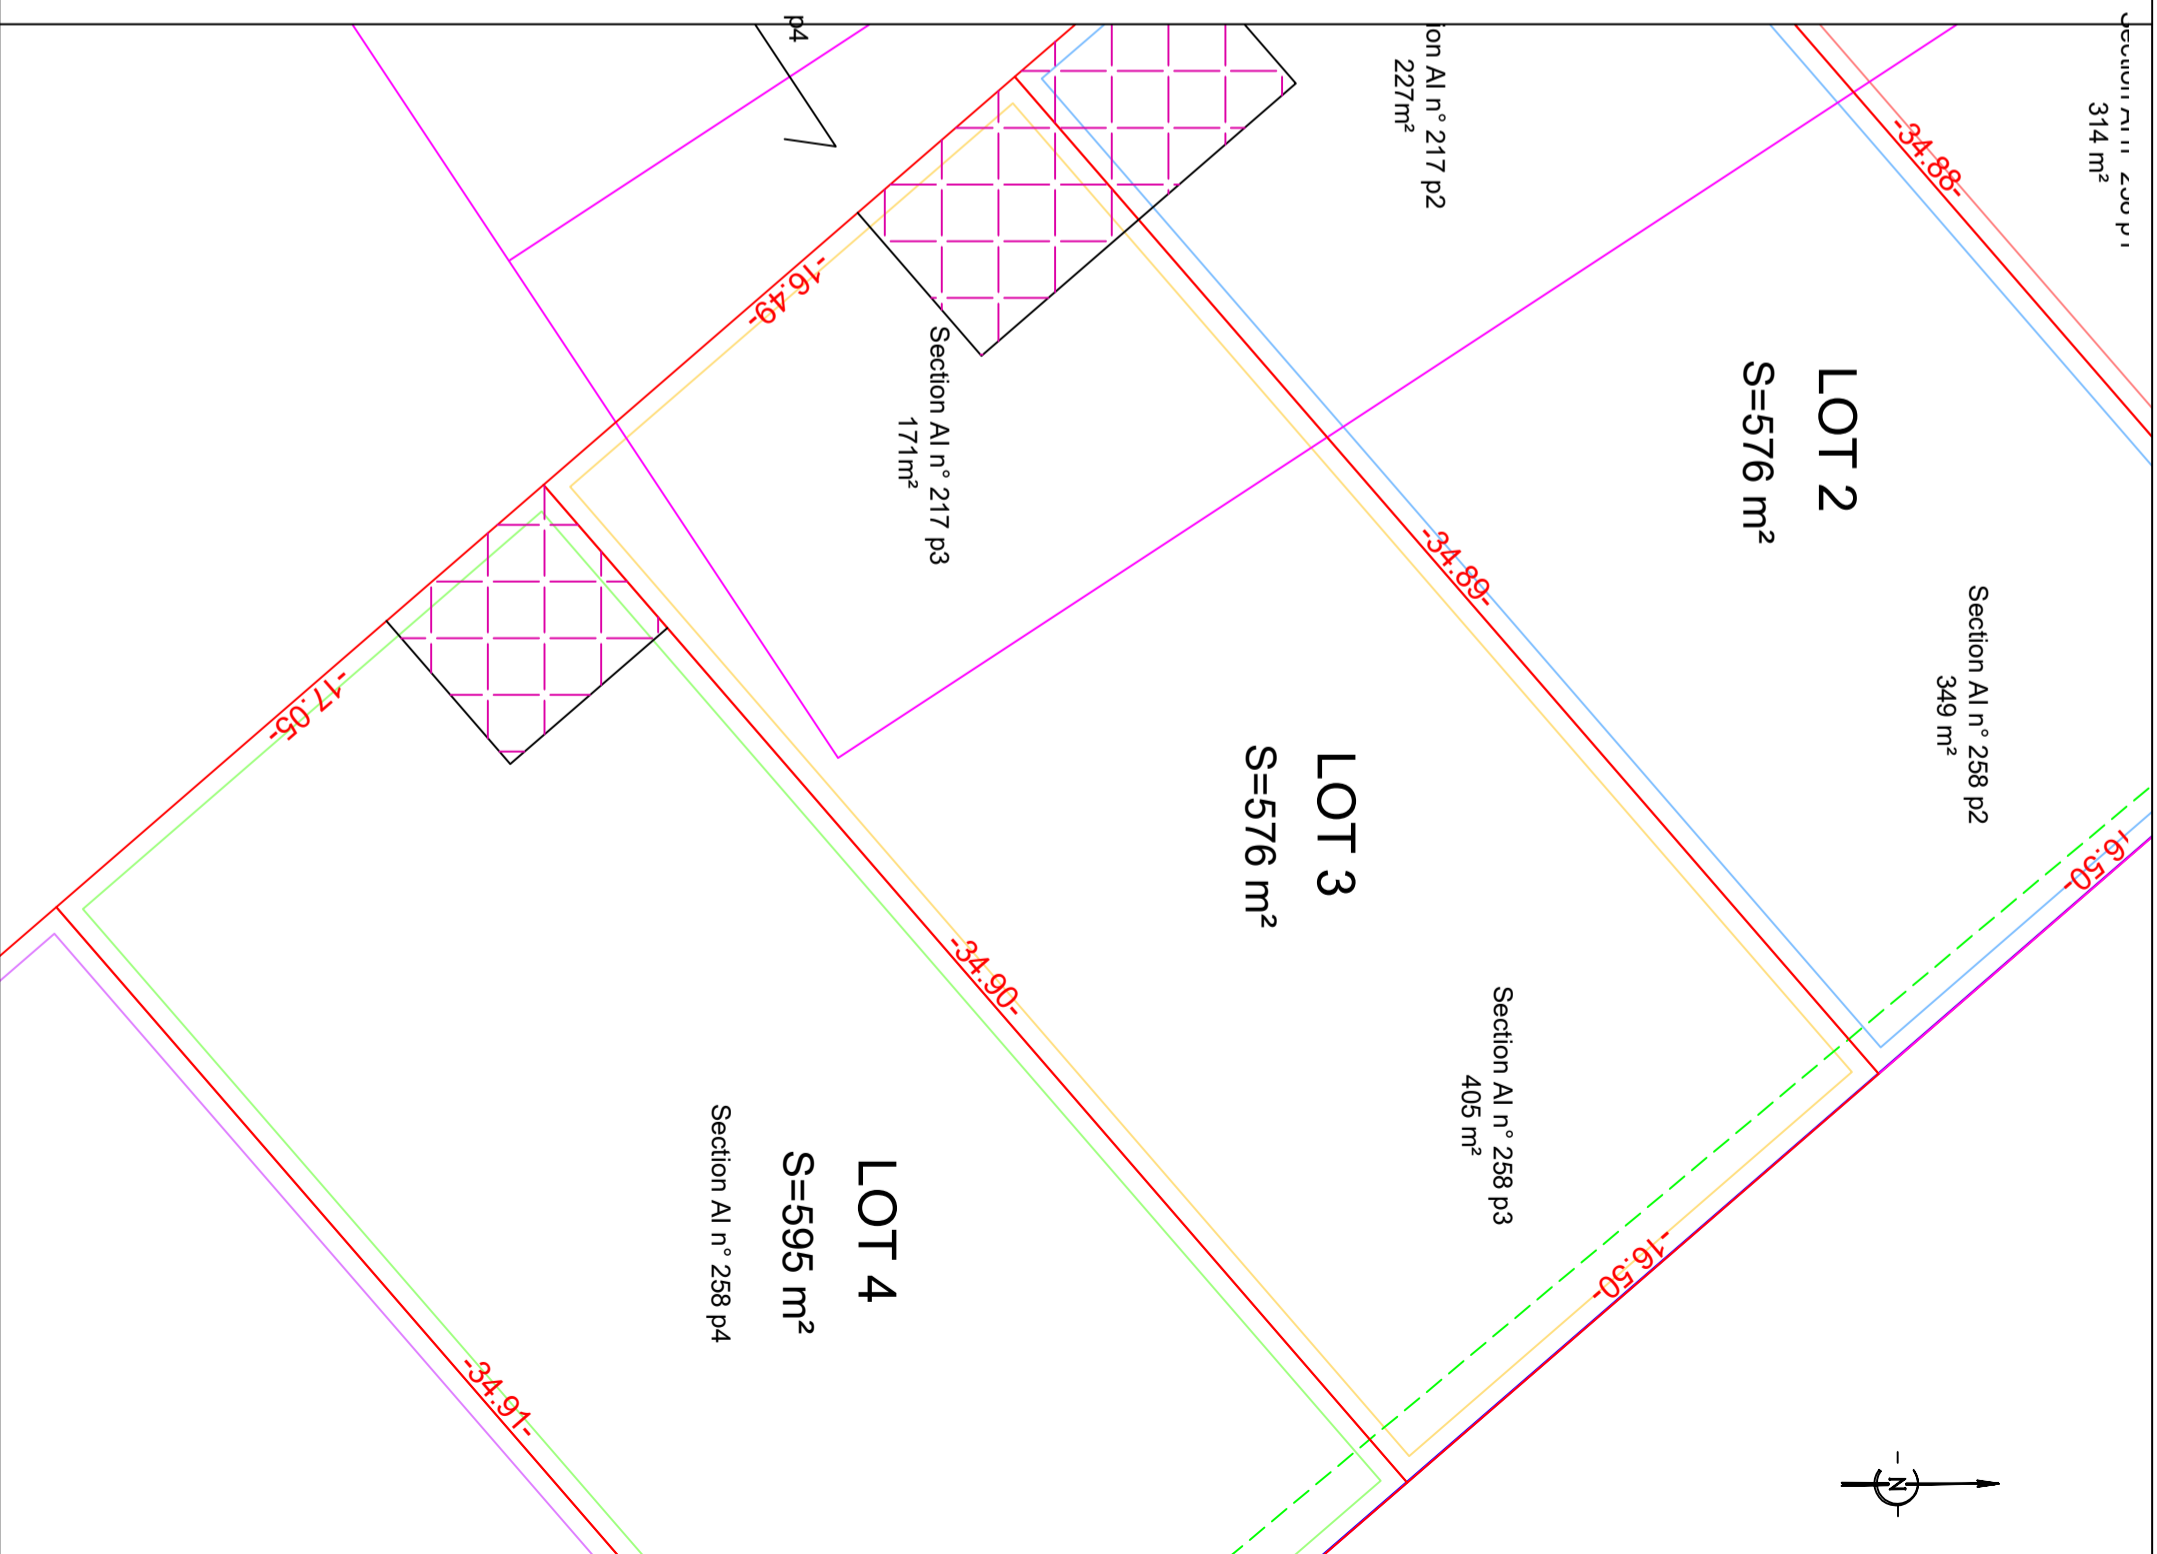 314 m²
-34.88-
ion AI n° 217 p2
227m²
p4
LOT 2
S=576 m²
Section AI n° 258 p2
349 m²
-16.49-
Section AI n° 217 p3
171m²
-34.89-
6.50-
LOT 3
S=576 m²
Section AI n° 258 p3
405 m²
-17.05-
-34.90-
-16.50-
LOT 4
S=595 m²
Section AI n° 258 p4
-34.91-
N